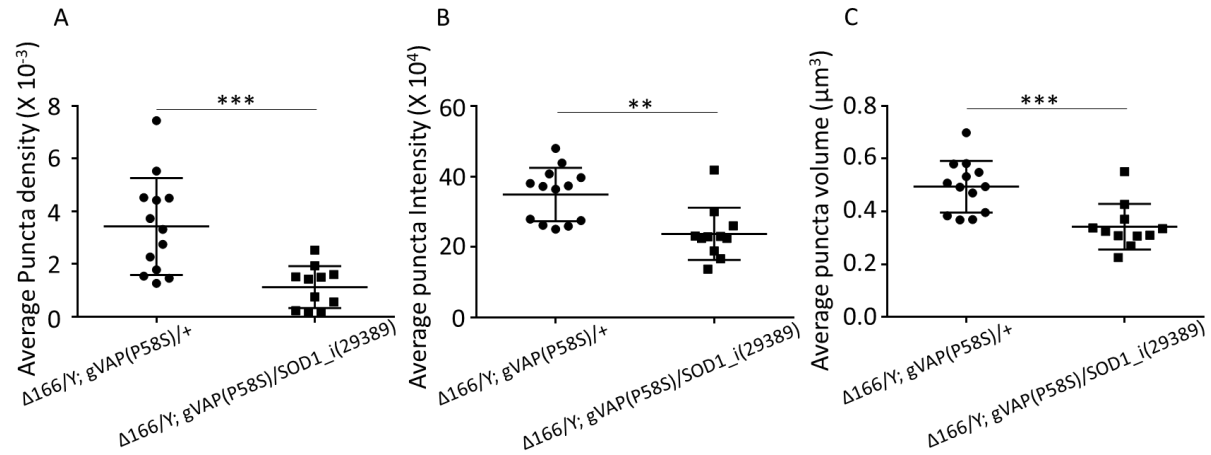 A
Average Puncta density (X 10-3)
8
6
4
2
0
***
Δ166/Y; gVAP(P58S)/+
Δ166/Y; gVAP(P58S)/SOD1_i(29389)
B
Average puncta Intensity (X 10⁴)
60
40
20
0
**
Δ166/Y; gVAP(P58S)/+
Δ166/Y; gVAP(P58S)/SOD1_i(29389)
C
Average puncta volume (µm³)
0.8
0.6
0.4
0.2
0.0
***
Δ166/Y; gVAP(P58S)/+
Δ166/Y; gVAP(P58S)/SOD1_i(29389)